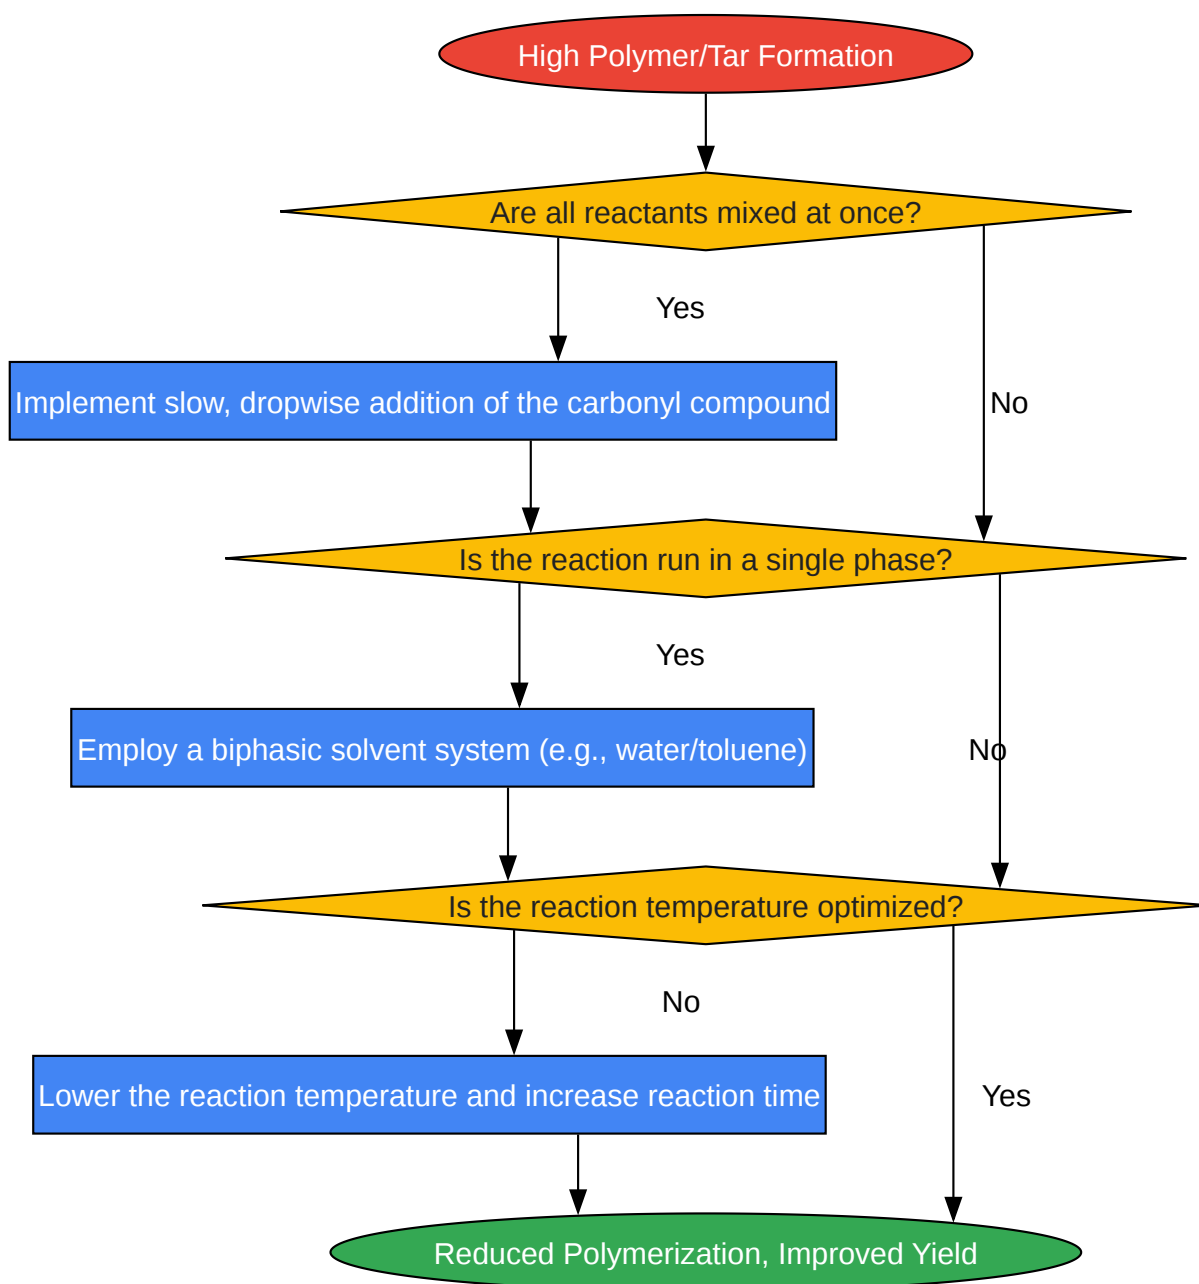 High Polymer/Tar Formation
Are all reactants mixed at once?
Yes
Implement slow, dropwise addition of the carbonyl compound
No
Is the reaction run in a single phase?
Yes
Employ a biphasic solvent system (e.g., water/toluene)
No
Is the reaction temperature optimized?
No
Lower the reaction temperature and increase reaction time
Yes
Reduced Polymerization, Improved Yield